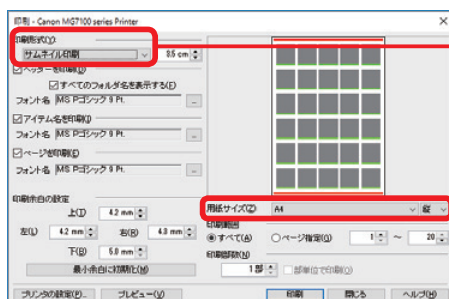 印刷 - Canon MG7100 series Printer
印刷形式(Y):
サムネイル印刷 3.5 cm
ヘッダーを印刷(D)
すべてのフォルダ名を表示する(F)
フォント名 MS Pゴシック 9 Pt. ...
アイテム名を印刷(I)
フォント名 MS Pゴシック 9 Pt. ...
ページを印刷(E)
フォント名 MS Pゴシック 9 Pt. ...
印刷余白の設定
上(T) 4.2 mm
左(L) 4.2 mm 右(R) 4.3 mm
下(B) 5.0 mm
最小余白に初期化(M)
用紙サイズ(Z) A4 縦
印刷範囲
すべて(A) ページ指定(G) 1 ~ 20
印刷部数(N)
1 部 部単位で印刷(O)
プリンタの設定(P)... プレビュー(V) 印刷 閉じる ヘルプ(H)